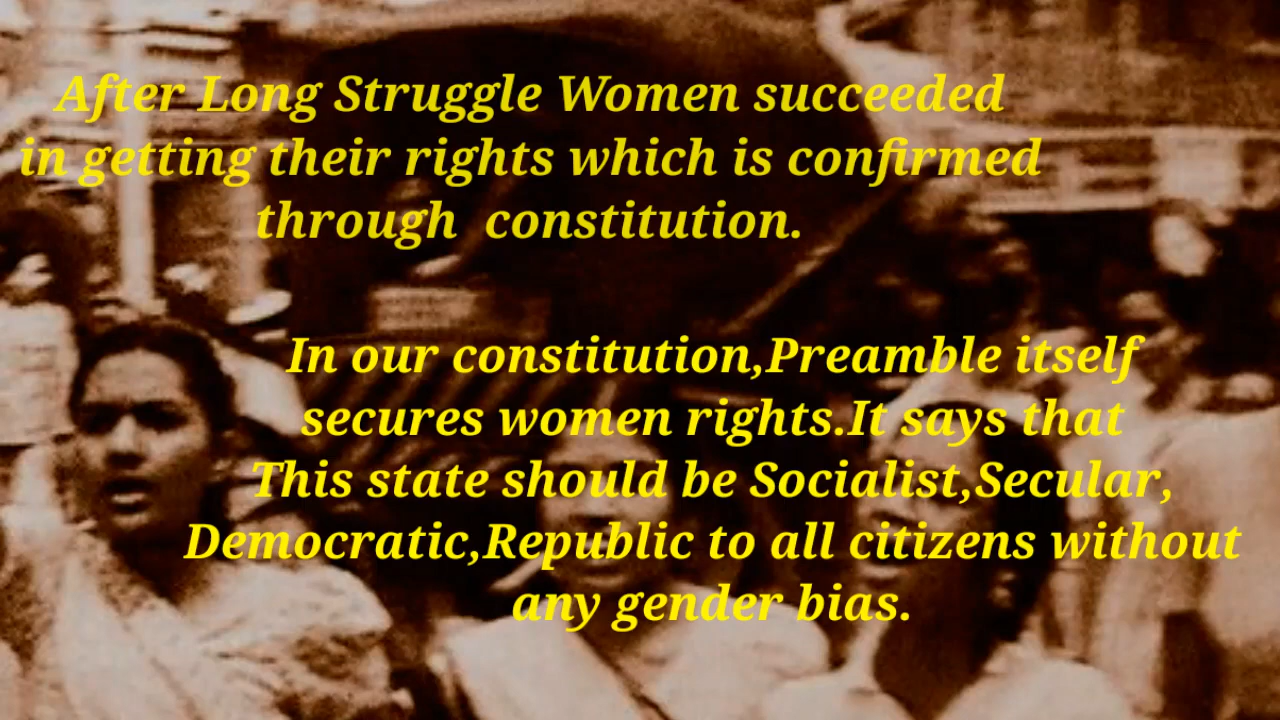 After Long Struggle Women succeeded
in getting their rights which is confirmed
through constitution.
In our constitution,Preamble itself
secures women rights.It says that
This state should be Socialist,Secular,
Democratic,Republic to all citizens without
any gender bias.